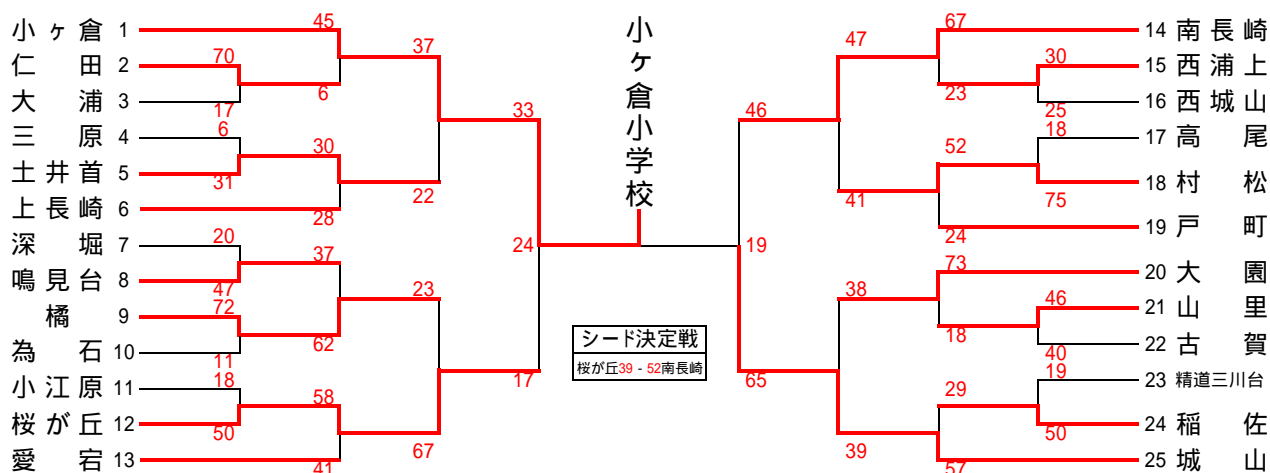 小ヶ倉 1
仁田 2
大浦 3
三原 4
土井首 5
上長崎 6
深堀 7
鳴見台 8
橘 9
為石 10
小江原 11
桜が丘 12
愛宕 13
70
17
6
31
20
47
72
11
18
50
45
6
30
28
37
62
58
41
37
22
23
67
33
17
24
小ヶ倉小学校
シード決定戦
桜が丘39 - 52南長崎
19
46
65
47
41
38
39
67
23
52
24
73
18
29
57
30
25
18
75
46
40
19
50
14 南長崎
15 西浦上
16 西城山
17 高尾
18 村松
19 戸町
20 大園
21 山里
22 古賀
23 精道三川台
24 稲佐
25 城山